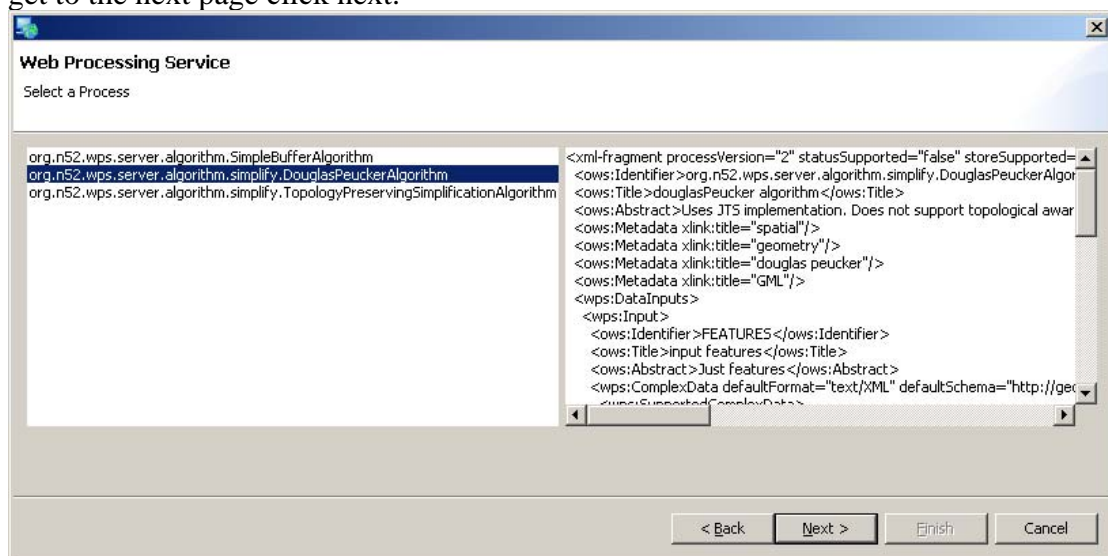 get to the next page click next.
Web Processing Service
Select a Process
org.n52.wps.server.algorithm.SimpleBufferAlgorithm
org.n52.wps.server.algorithm.simplify.DouglasPeuckerAlgorithm
org.n52.wps.server.algorithm.simplify.TopologyPreservingSimplificationAlgorithm
<xml-fragment processVersion="2" statusSupported="false" storeSupported=
<ows:Identifier>org.n52.wps.server.algorithm.simplify.DouglasPeuckerAlgor
<ows:Title>douglasPeucker algorithm</ows:Title>
<ows:Abstract>Uses JTS implementation. Does not support topological awar
<ows:Metadata xlink:title="spatial"/>
<ows:Metadata xlink:title="geometry"/>
<ows:Metadata xlink:title="douglas peucker"/>
<ows:Metadata xlink:title="GML"/>
<wps:DataInputs>
<wps:Input>
<ows:Identifier>FEATURES</ows:Identifier>
<ows:Title>input features</ows:Title>
<ows:Abstract>Just features</ows:Abstract>
<wps:ComplexData defaultFormat="text/XML" defaultSchema="http://geo
<wps:SupportedComplexData>
< Back Next > Finish Cancel